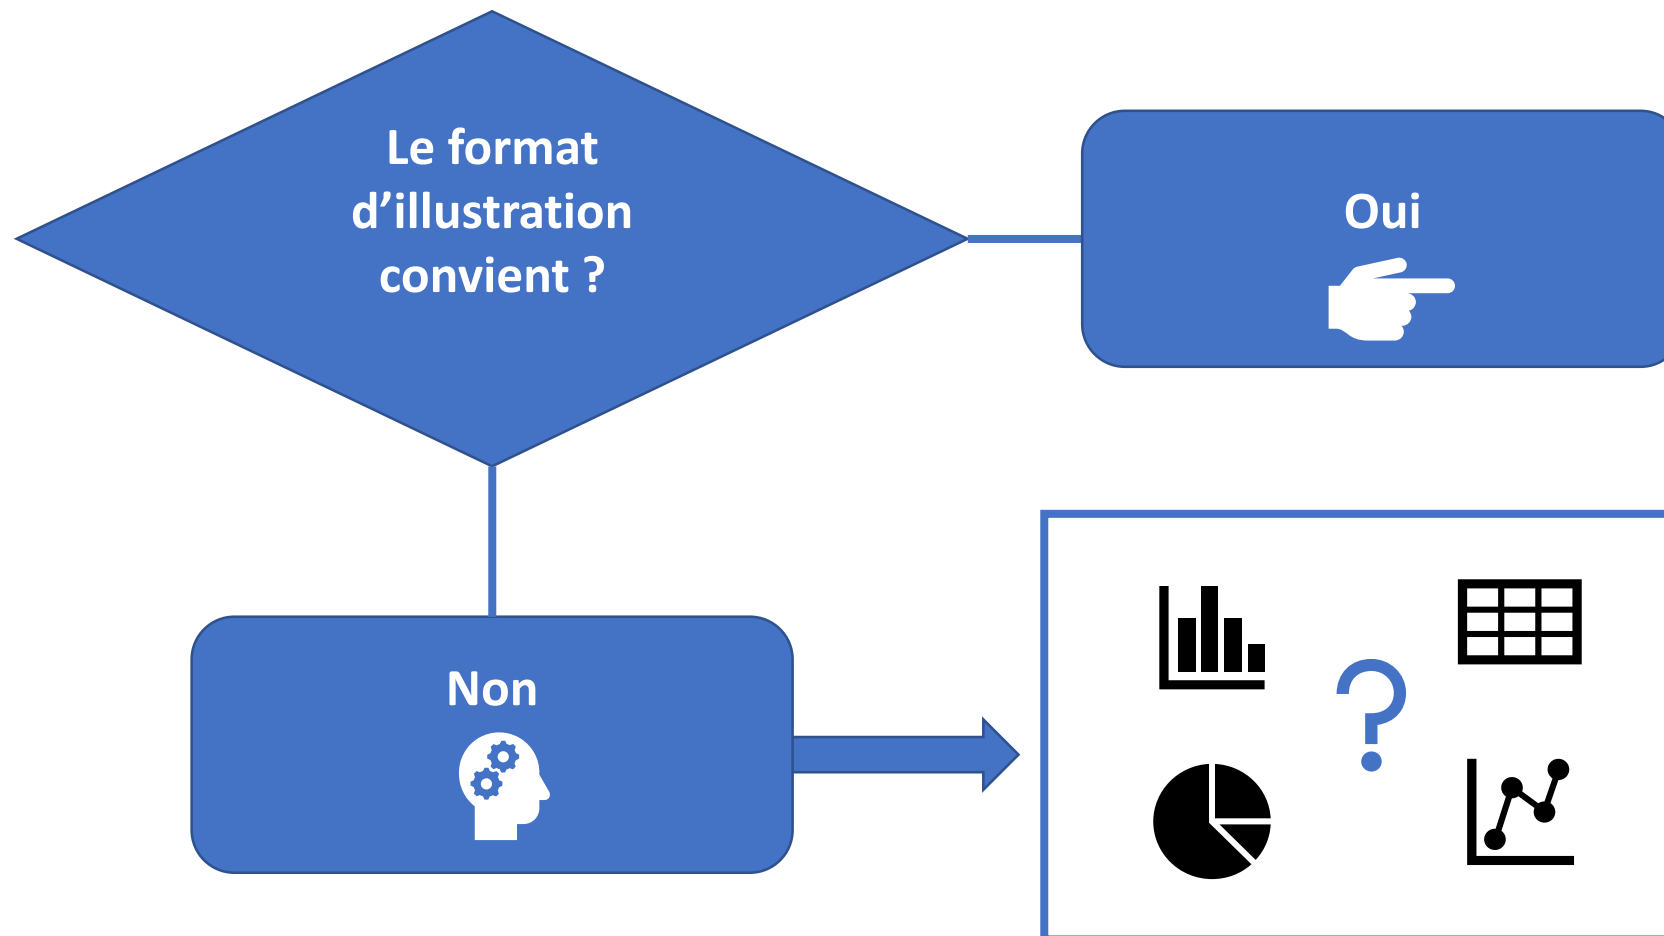 Le format
d’illustration
convient ?
Oui
Non
?